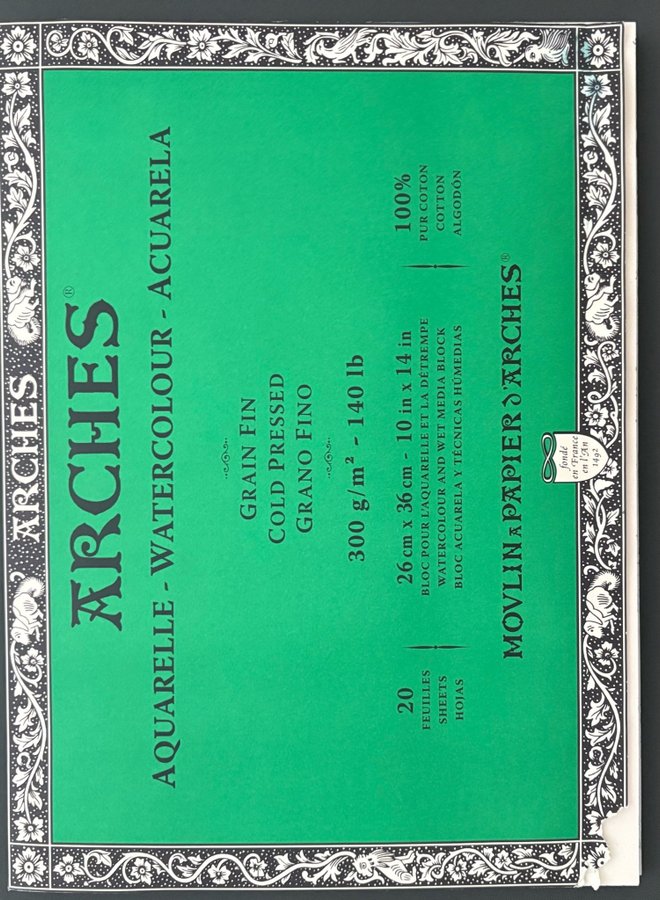 ARCHES
ARCHES®
AQUARELLE - WATERCOLOUR - ACUARELA
GRAIN FIN
COLD PRESSED
GRANO FINO
300 g/m² - 140 lb
20
FEUILLES
SHEETS
HOJAS
26 cm x 36 cm - 10 in x 14 in
BLOC POUR L'AQUARELLE ET LA DÉTREMPE
WATERCOLOUR AND WET MEDIA BLOCK
BLOC ACUARELA Y TÉCNICAS HÚMEDIAS
100%
PUR COTON
COTTON
ALGODÓN
MOVLIN A PAPIER D'ARCHES®
fondé
en France
en l'An
1492